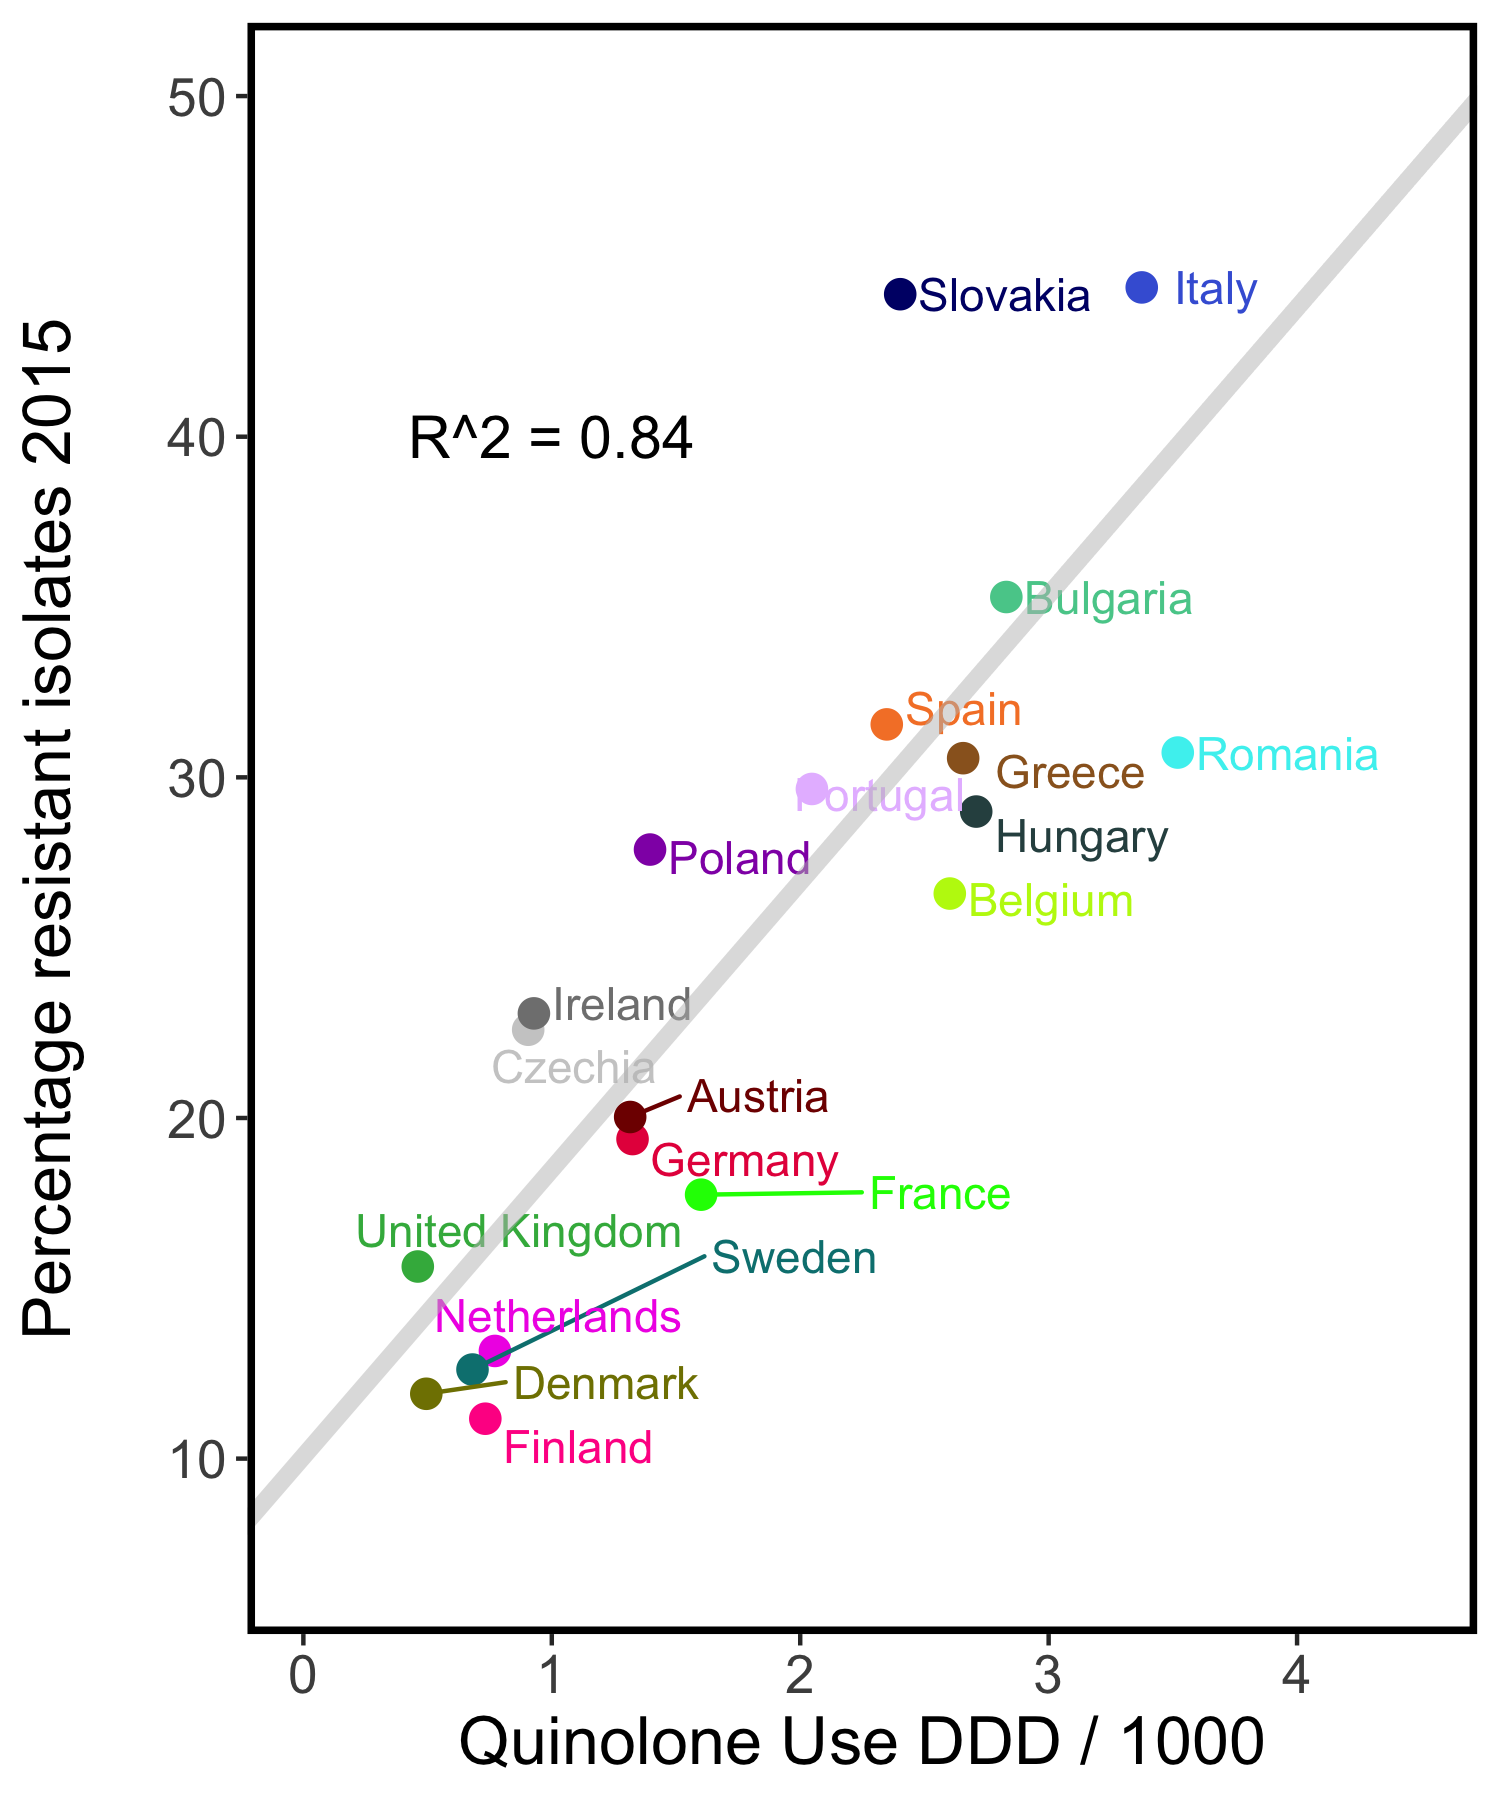 50
Slovakia
Italy
R^2 = 0.84
40
Bulgaria
Spain
Romania
Greece
30
Portugal
Hungary
Poland
Belgium
Ireland
Czechia
Austria
20
Germany
France
United Kingdom
Sweden
Netherlands
Denmark
Finland
10
0 1 2 3 4
Quinolone Use DDD / 1000
Percentage resistant isolates 2015